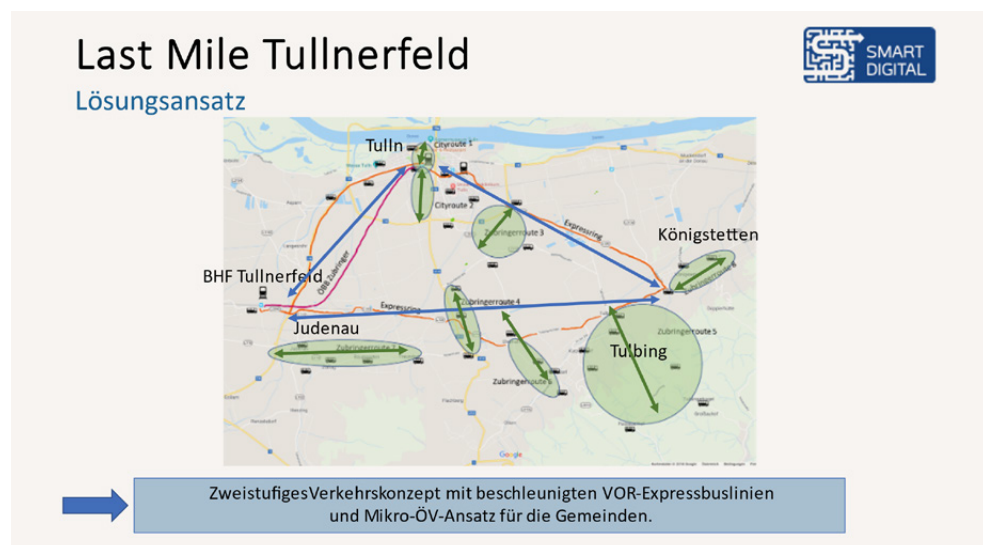 Last Mile Tullnerfeld
Lösungsansatz
SMART
DIGITAL
Tulln
Cityroute 1
Cityroute 2
Zubringerroute 3
Expressring
Königstetten
BHF Tullnerfeld
ÖBB Zubringer
Expressring
Zubringerroute 4
Judenau
Zubringerroute 5
Tulbing
Zubringerroute
Google
ZweistufigesVerkehrskonzept mit beschleunigten VOR-Expressbuslinien
und Mikro-ÖV-Ansatz für die Gemeinden.